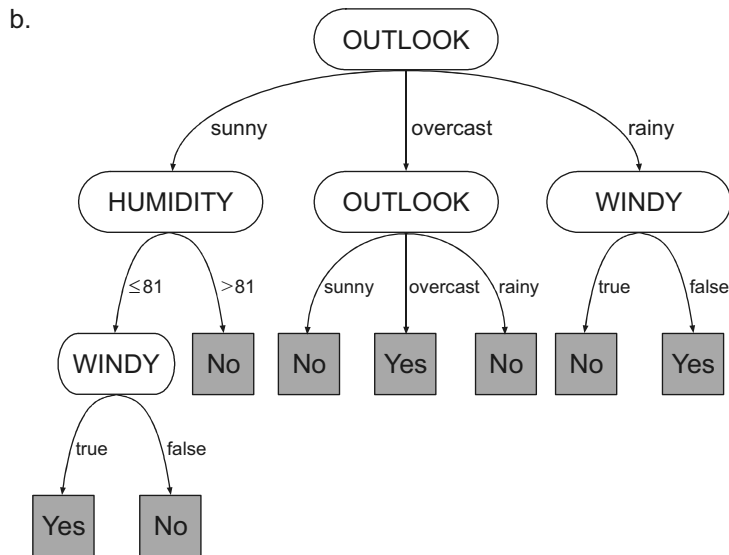 b.
OUTLOOK
sunny overcast rainy
HUMIDITY OUTLOOK WINDY
≤81 >81 sunny overcast rainy true false
WINDY No No Yes No No Yes
true false
Yes No